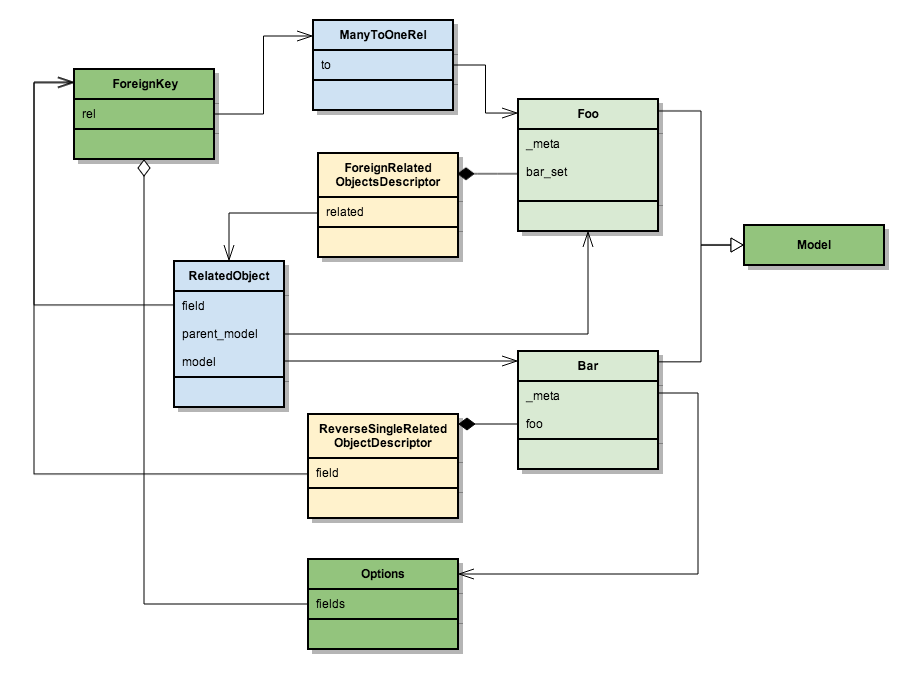 ManyToOneRel
to
ForeignKey
rel
Foo
_meta
bar_set
ForeignRelated
ObjectsDescriptor
related
Model
RelatedObject
field
parent_model
model
Bar
_meta
foo
ReverseSingleRelated
ObjectDescriptor
field
Options
fields